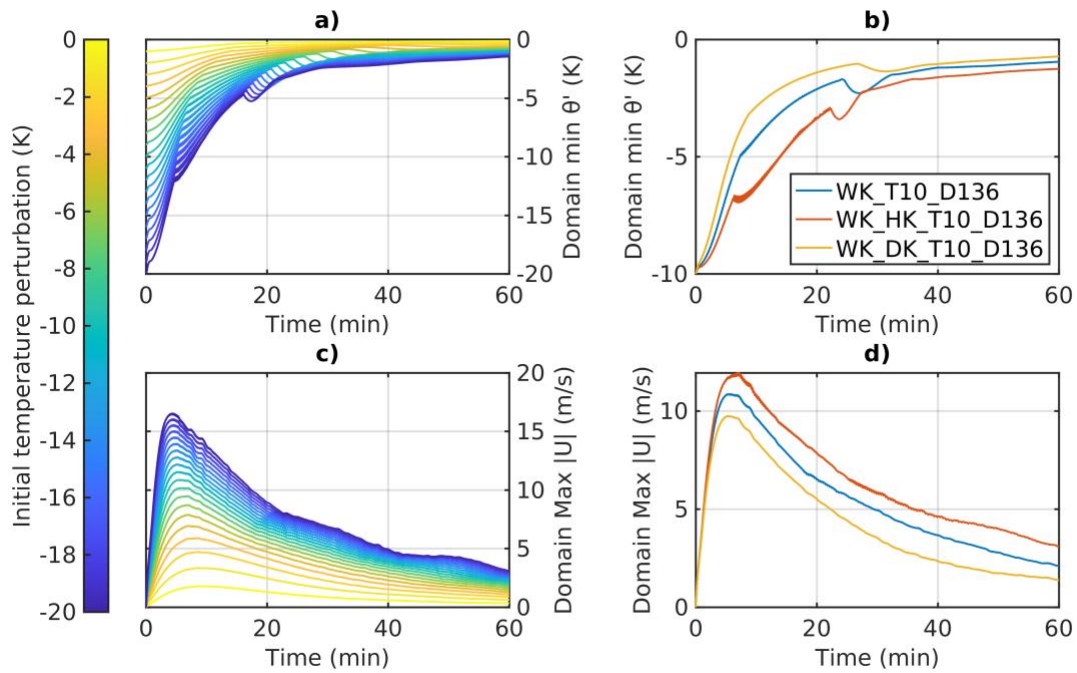 a)
b)
0
-2
-4
-6
-8
-10
-12
-14
-16
-18
-20
Initial temperature perturbation (K)
0
-5
-10
-15
-20
Domain min θ' (K)
0
20
40
60
Time (min)
0
-5
-10
Domain min θ' (K)
WK_T10_D136
WK_HK_T10_D136
WK_DK_T10_D136
0
20
40
60
Time (min)
c)
d)
20
15
10
5
0
Domain Max |U| (m/s)
0
20
40
60
Time (min)
10
5
0
Domain Max |U| (m/s)
0
20
40
60
Time (min)